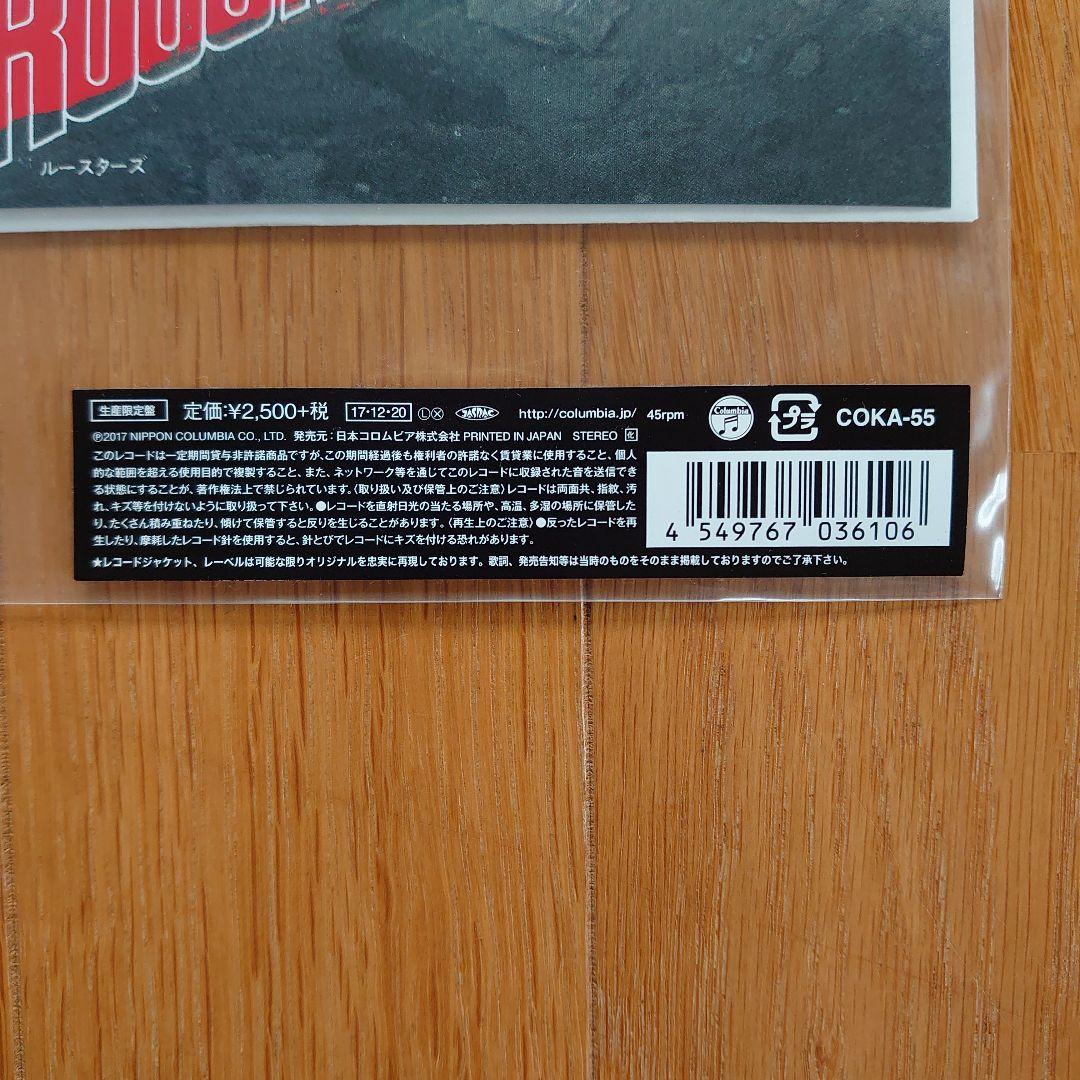 ルースターズ
生産限定盤 定価:¥2,500+税 17・12・20 Ⓛ JASRAC http://columbia.jp/ 45rpm Columbia プラ COKA-55
Ⓟ2017 NIPPON COLUMBIA CO., LTD. 発売元:日本コロムビア株式会社 PRINTED IN JAPAN STEREO
このレコードは一定期間貸与非許諾商品ですが、この期間経過後も権利者の許諾なく賃貸業に使用すること、個人
的な範囲を超える使用目的で複製すること、また、ネットワーク等を通じてこのレコードに収録された音を送信でき
る状態にすることが、著作権法上で禁じられています。〈取り扱い及び保管上のご注意〉レコードは両面共、指紋、汚
れ、キズ等を付けないように取り扱って下さい。●レコードを直射日光の当たる場所や、高温、多湿の場所に保管した
り、たくさん積み重ねたり、傾けて保管すると反りを生じることがあります。〈再生上のご注意〉●反ったレコードを再
生したり、摩耗したレコード針を使用すると、針とびでレコードにキズを付ける恐れがあります。
★レコードジャケット、レーベルは可能な限りオリジナルを忠実に再現しております。歌詞、発売告知等は当時のものをそのまま掲載しておりますのでご了承下さい。
4 549767 036106